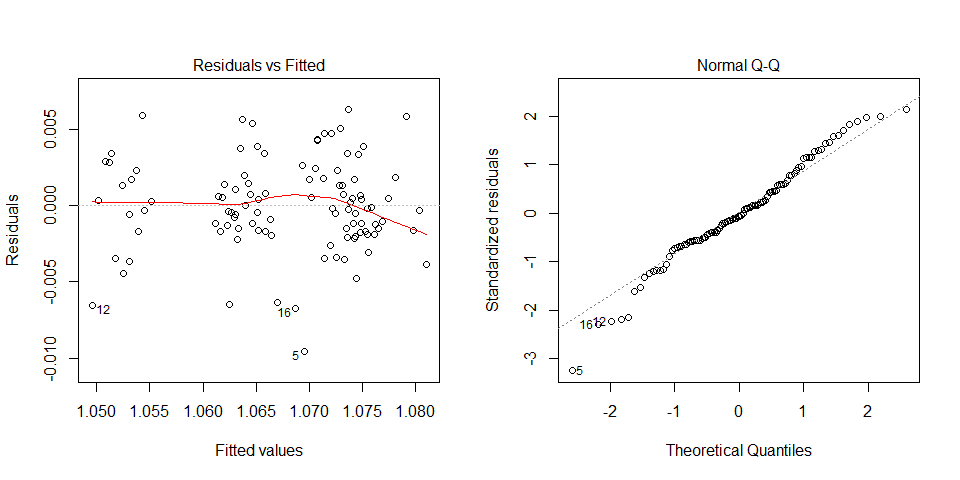 Residuals vs Fitted
Residuals
0.005
0.000
-0.005
-0.010
12
16
5
1.050 1.055 1.060 1.065 1.070 1.075 1.080
Fitted values
Normal Q-Q
Standardized residuals
2
1
0
-1
-2
-3
16 12
5
-2 -1 0 1 2
Theoretical Quantiles